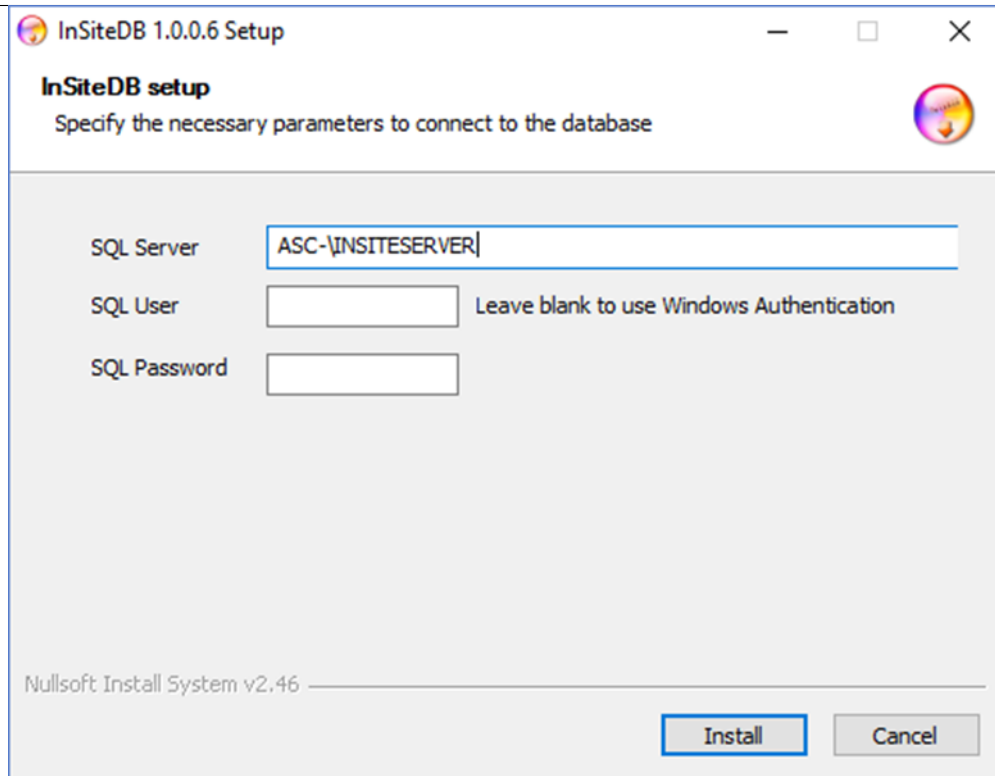 InSiteDB 1.0.0.6 Setup
InSiteDB setup
Specify the necessary parameters to connect to the database
SQL Server ASC-\INSITESERVER
SQL User Leave blank to use Windows Authentication
SQL Password
Nullsoft Install System v2.46
Install Cancel